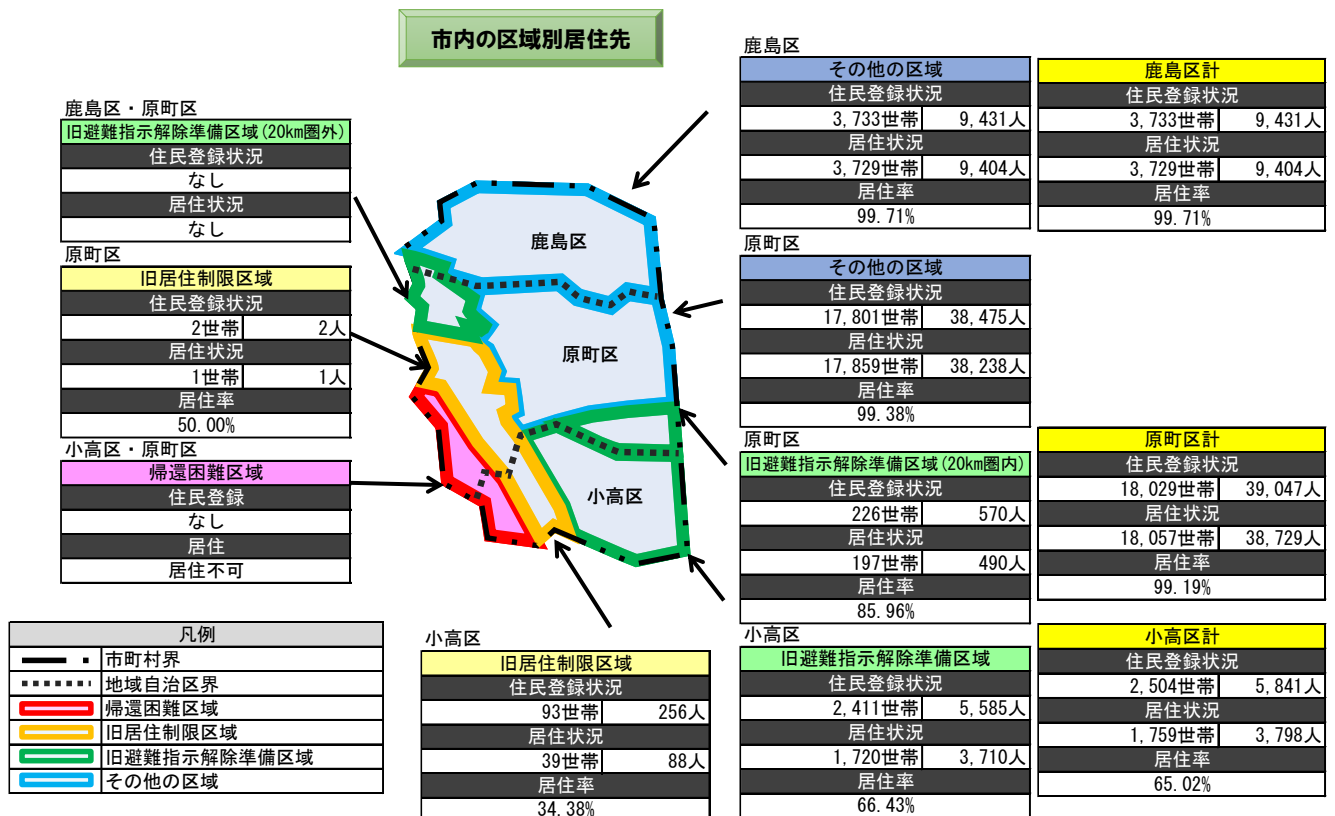 市内の区域別居住先
鹿島区・原町区
旧避難指示解除準備区域(20km圏外)
住民登録状況
なし
居住状況
なし
原町区
旧居住制限区域
住民登録状況
2世帯 2人
居住状況
1世帯 1人
居住率
50.00%
小高区・原町区
帰還困難区域
住民登録
なし
居住
居住不可
鹿島区
原町区
小高区
鹿島区
その他の区域
住民登録状況
3,733世帯 9,431人
居住状況
3,729世帯 9,404人
居住率
99.71%
鹿島区計
住民登録状況
3,733世帯 9,431人
居住状況
3,729世帯 9,404人
居住率
99.71%
原町区
その他の区域
住民登録状況
17,801世帯 38,475人
居住状況
17,859世帯 38,238人
居住率
99.38%
原町区
旧避難指示解除準備区域(20km圏内)
住民登録状況
226世帯 570人
居住状況
197世帯 490人
居住率
85.96%
原町区計
住民登録状況
18,029世帯 39,047人
居住状況
18,057世帯 38,729人
居住率
99.19%
凡例
市町村界
地域自治区界
帰還困難区域
旧居住制限区域
旧避難指示解除準備区域
その他の区域
小高区
旧居住制限区域
住民登録状況
93世帯 256人
居住状況
39世帯 88人
居住率
34.38%
小高区
旧避難指示解除準備区域
住民登録状況
2,411世帯 5,585人
居住状況
1,720世帯 3,710人
居住率
66.43%
小高区計
住民登録状況
2,504世帯 5,841人
居住状況
1,759世帯 3,798人
居住率
65.02%